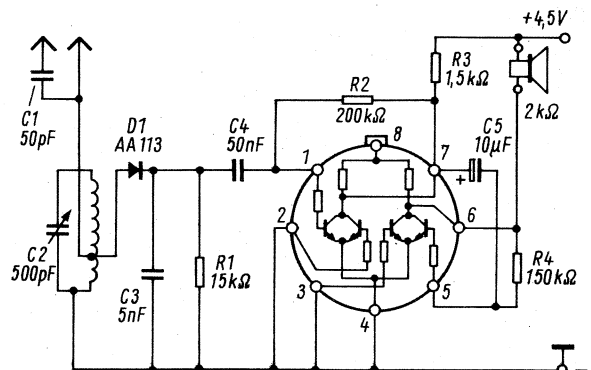 +4,5V
C1
50pF
D1
AA 113
C4
50nF
R2
200kΩ
R3
1,5kΩ
2kΩ
C5
10µF
+
8
1
7
2
6
3
5
4
C2
500pF
C3
5nF
R1
15kΩ
R4
150kΩ